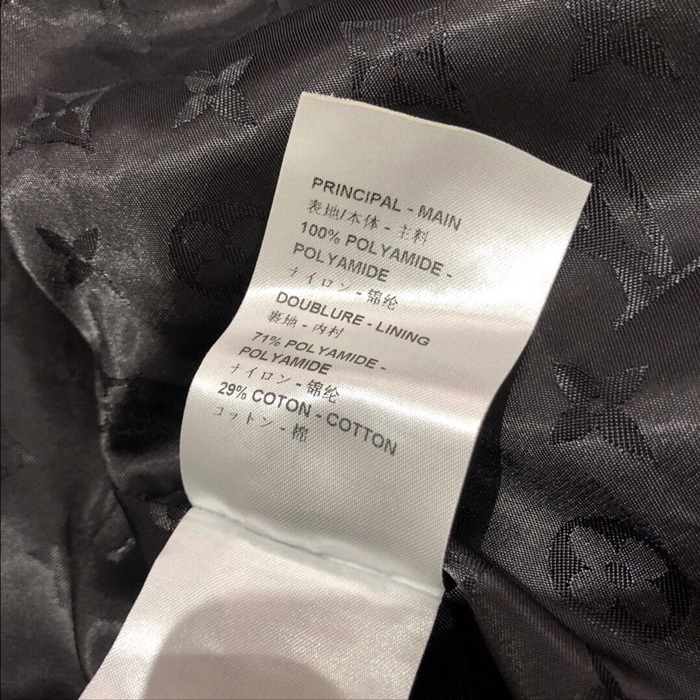 PRINCIPAL - MAIN
表地/本体 - 主料
100% POLYAMIDE -
POLYAMIDE
ナイロン - 锦纶
DOUBLURE - LINING
裏地 - 内衬
71% POLYAMIDE -
POLYAMIDE
ナイロン - 锦纶
29% COTON - COTTON
コットン - 棉